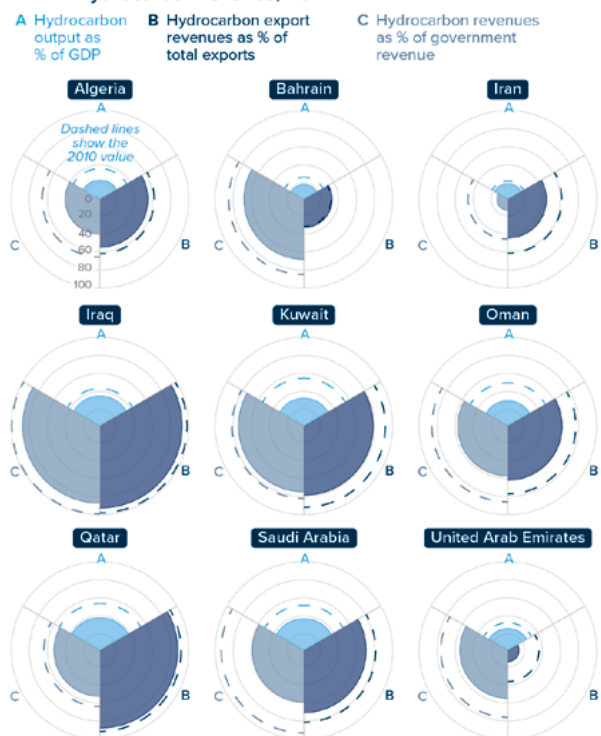 A Hydrocarbon output as % of GDP
B Hydrocarbon export revenues as % of total exports
C Hydrocarbon revenues as % of government revenue
Algeria
A
Dashed lines
show the
2010 value
0
20
40
60
80
100
C
B
Bahrain
A
C
B
Iran
A
C
B
Iraq
A
C
B
Kuwait
A
C
B
Oman
A
C
B
Qatar
A
C
B
Saudi Arabia
A
C
B
United Arab Emirates
A
C
B